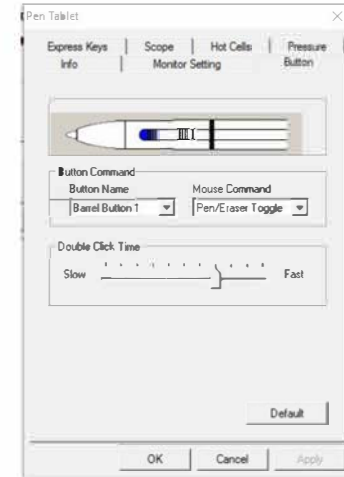 Pen Tablet
Express Keys Scope Hot Cells Pressure
Info Monitor Setting Button
Button Command
Button Name Mouse Command
Barrel Button 1 Pen/Eraser Toggle
Double Click Time
Slow Fast
Default
OK Cancel Apply